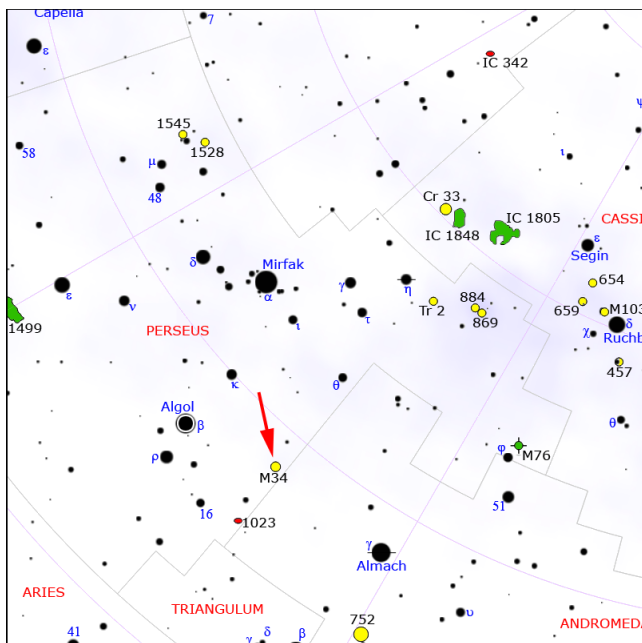 Capella
7
ε
IC 342
ψ
1545
1528
58
μ
ι
48
Cr 33
IC 1805
IC 1848
CASSI
ε
Segin
δ
Mirfak
α
γ
η
654
ε
ν
884
659
M103
1499
Tr 2
869
PERSEUS
ι
τ
χ
δ
Ruchb
457
κ
θ
Algol
β
θ
ρ
M34
φ
M76
16
1023
51
γ
Almach
ARIES
TRIANGULUM
752
υ
ANDROMEDA
41
γ
δ
β